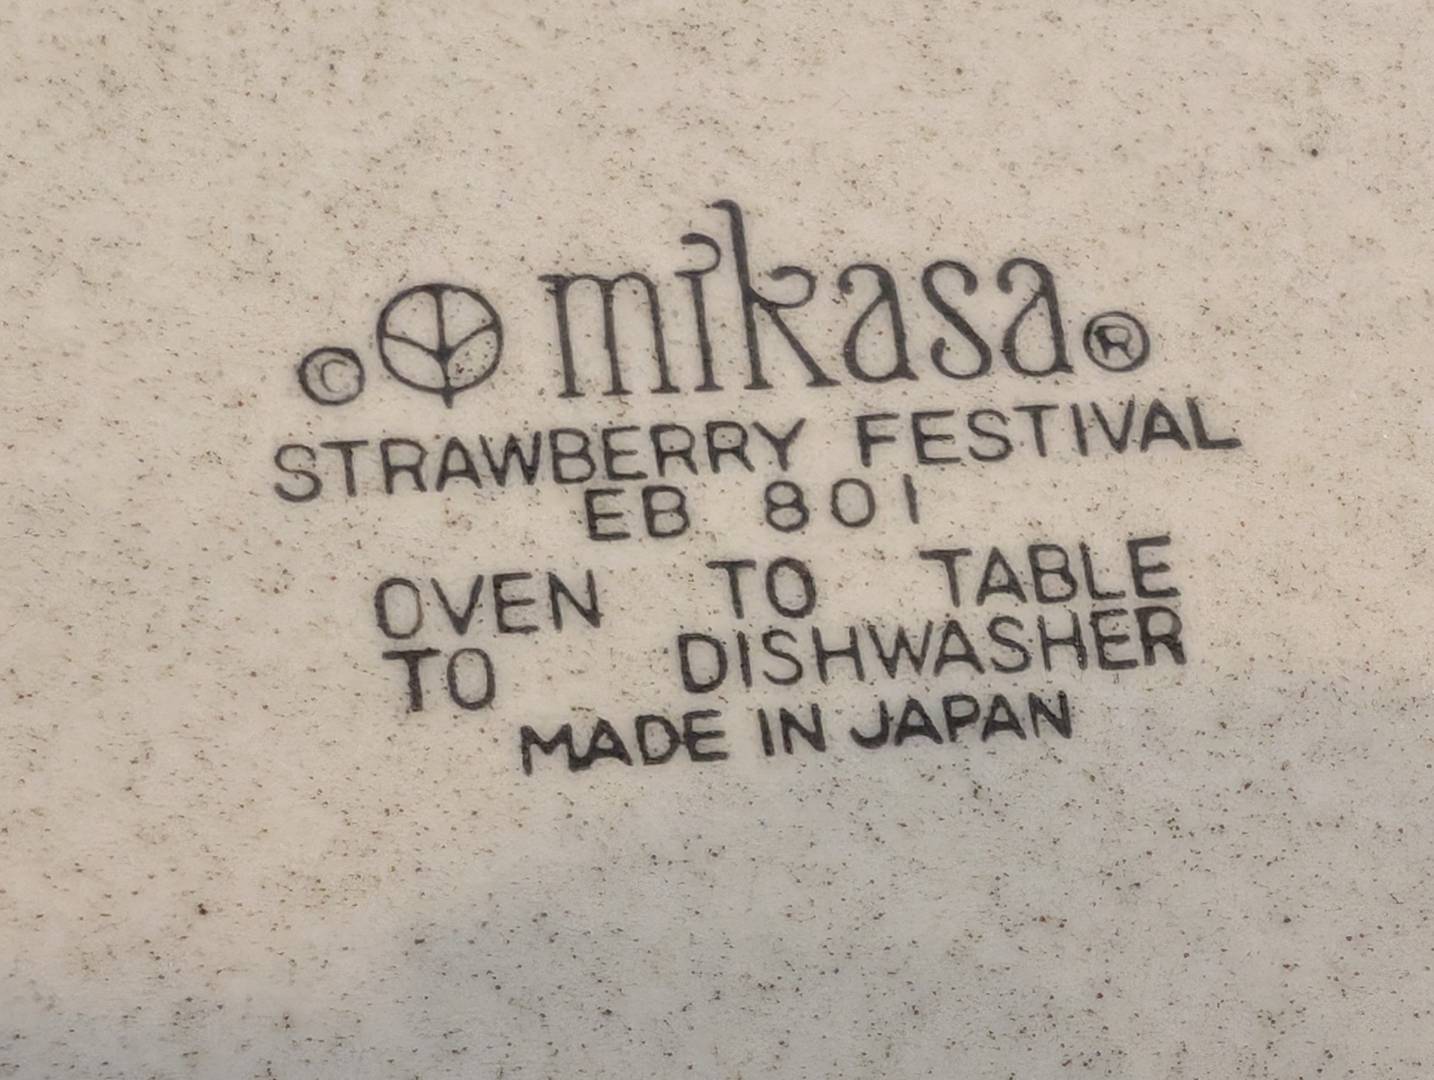 © mikasa®
STRAWBERRY FESTIVAL
EB 801
OVEN TO TABLE
TO DISHWASHER
MADE IN JAPAN